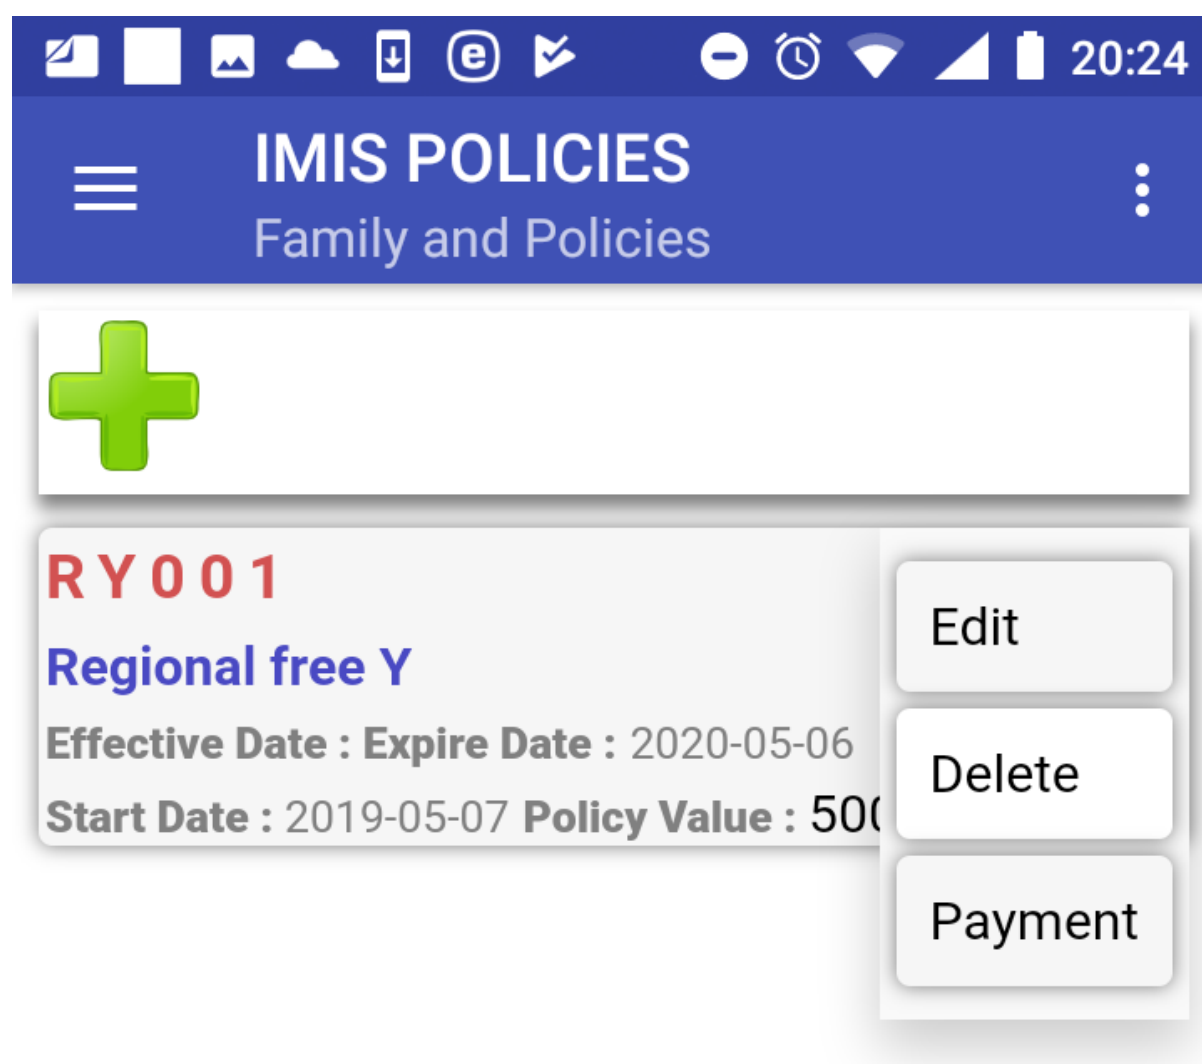 20:24
IMIS POLICIES
Family and Policies
RY001
Regional free Y
Effective Date : Expire Date : 2020-05-06
Start Date : 2019-05-07 Policy Value :
Edit
Delete
Payment